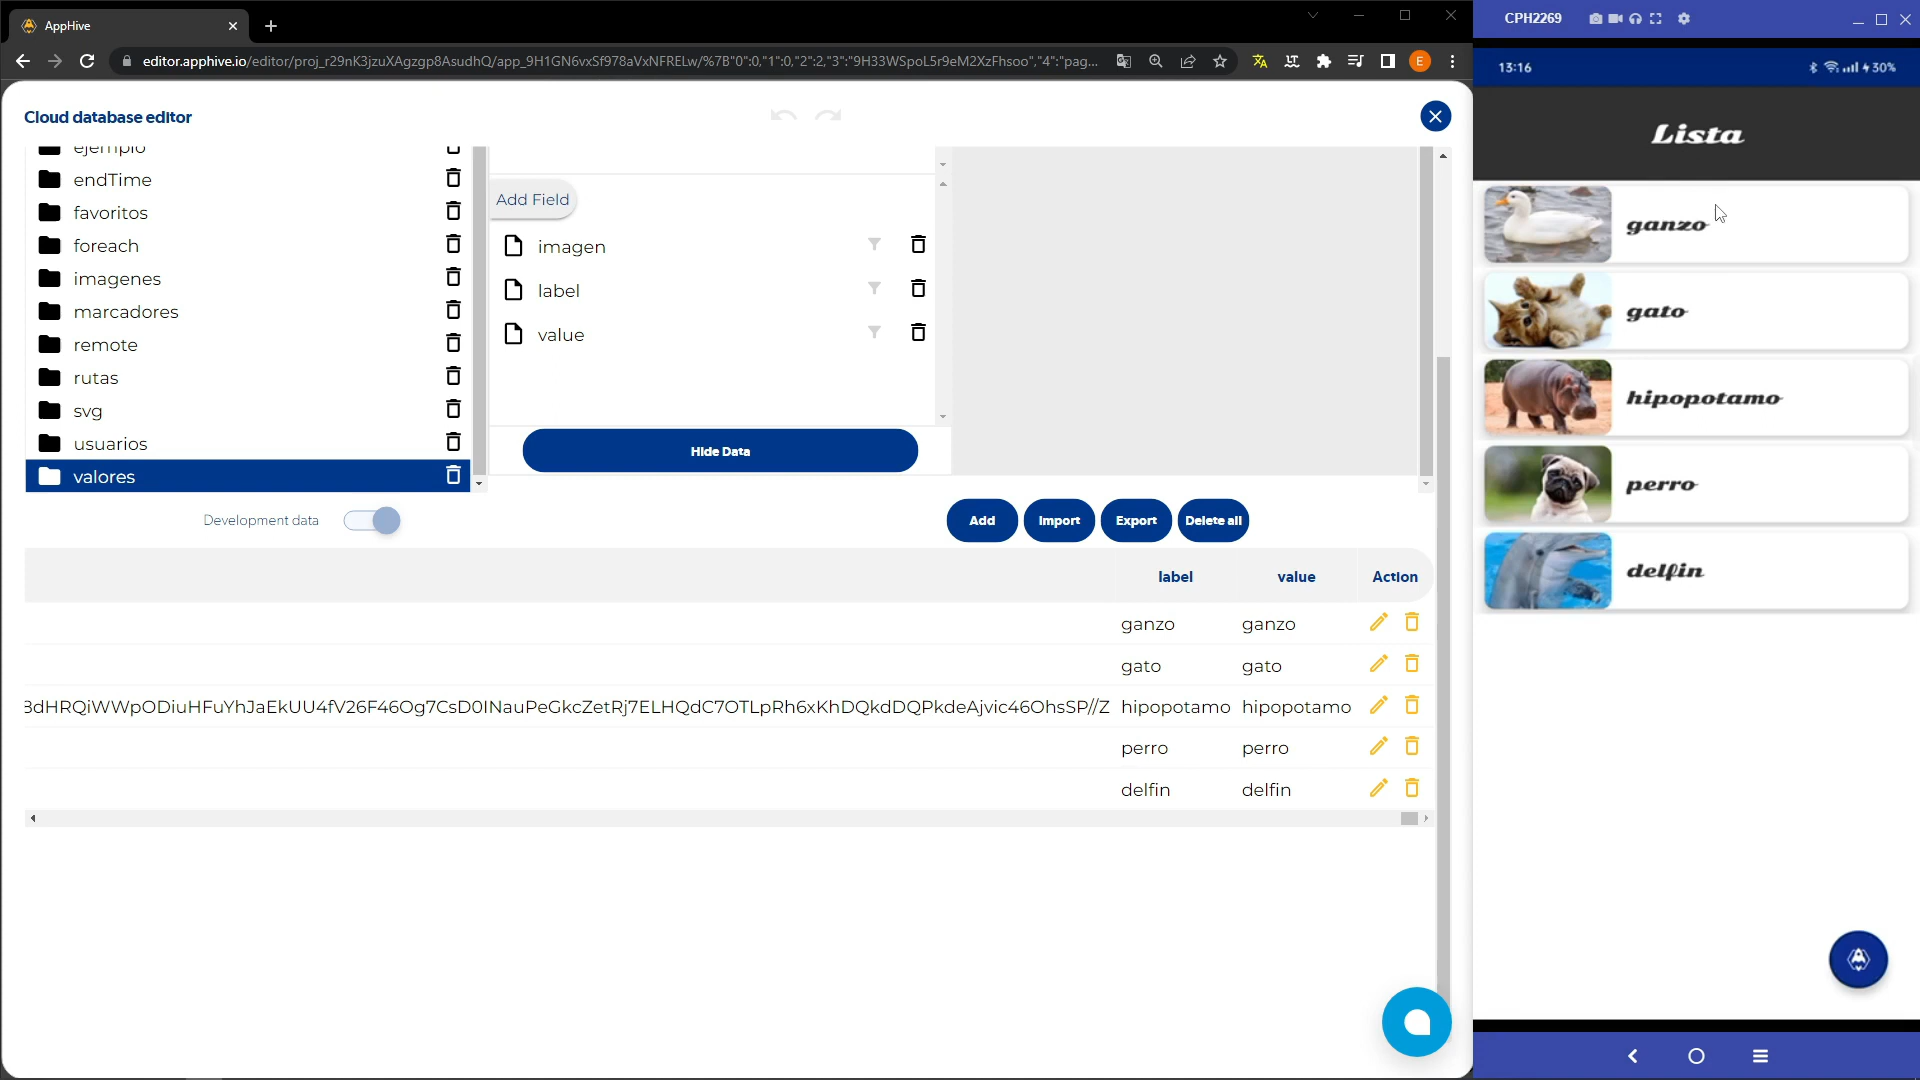 AppHive
editor.apphive.io/editor/proj_r29nK3jzuXAgzgp8AsudhQ/app_9H1GN6vxSf978aVxNFRELw/%7B"0":0,"1":0,"2":2,"3":"9H33WSpoL5r9eM2XzFhsoo","4":"pag...
E
Cloud database editor
ejemplo
endTime
favoritos
foreach
imagenes
marcadores
remote
rutas
svg
usuarios
valores
Add Field
imagen
label
value
Hide Data
Development data
Add Import Export Delete all
label value Action
ganzo ganzo
gato gato
3dHRQiWWpODiuHFuYhJaEkUU4fV26F46Og7CsD0INauPeGkcZetRj7ELHQdC7OTLpRh6xKhDQkdDQPkdeAjvic46OhsSP//Z hipopotamo hipopotamo
perro perro
delfin delfin
CPH2269
13:16
30%
Lista
ganzo
gato
hipopotamo
perro
delfin